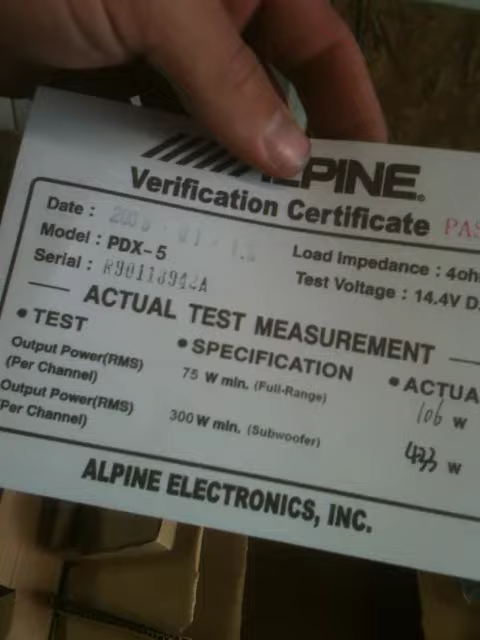 ALPINE®
Verification Certificate PAS
Date :
Model : PDX-5
Serial :
Load Impedance : 4oh
Test Voltage : 14.4V D
ACTUAL TEST MEASUREMENT
• TEST
• SPECIFICATION
• ACTUA
Output Power(RMS)
(Per Channel)
75 W min. (Full-Range)
106 W
Output Power(RMS)
(Per Channel)
300 W min. (Subwoofer)
433 W
ALPINE ELECTRONICS, INC.